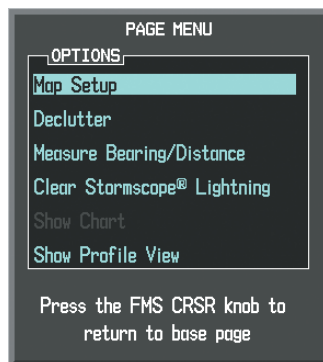 PAGE MENU
OPTIONS
Map Setup
Declutter
Measure Bearing/Distance
Clear Stormscope® Lightning
Show Chart
Show Profile View
Press the FMS CRSR knob to
return to base page